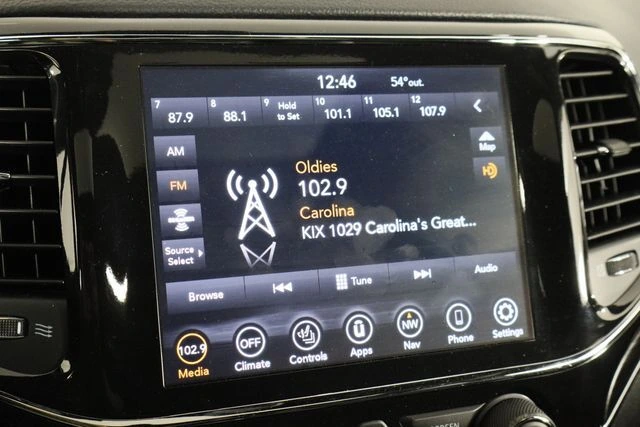 12:46 54° out.
7 8 9 Hold to Set 10 11 12
87.9 88.1 101.1 105.1 107.9
AM
FM
Source Select
Oldies
102.9
Carolina
KIX 1029 Carolina's Great...
Map
HD
Browse Tune Audio
102.9 OFF NW
Media Climate Controls Apps Nav Phone Settings